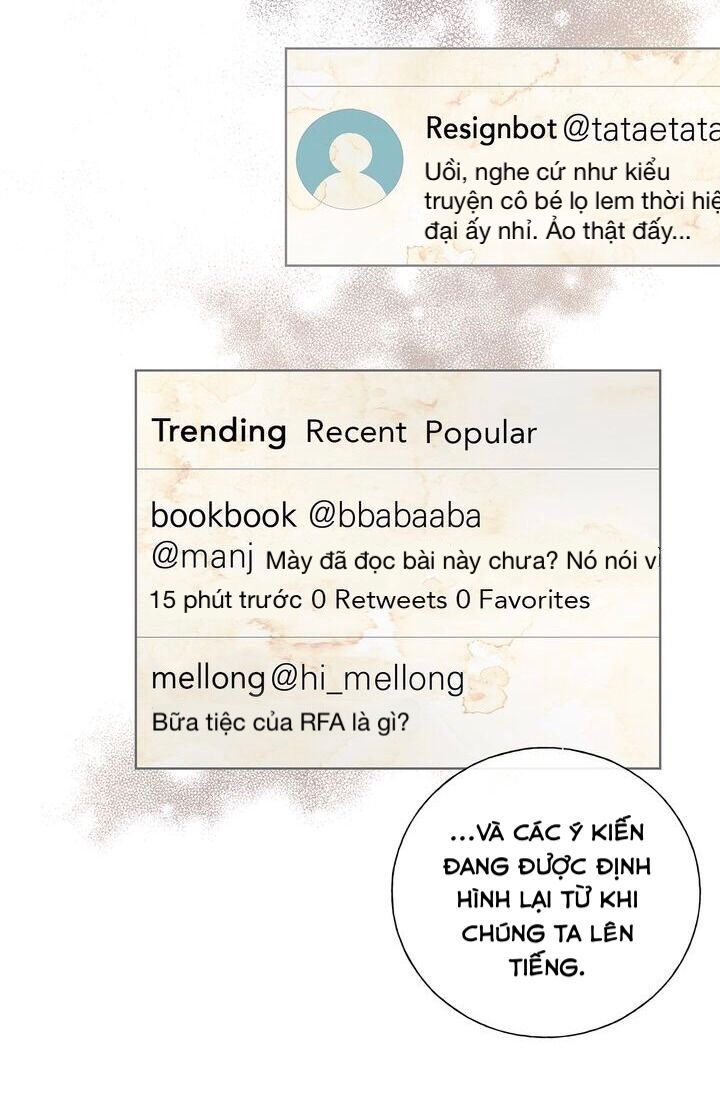 Resignbot @tataetata
Uồi, nghe cứ như kiểu
truyện cô bé lọ lem thời
đại ấy nhỉ. Ảo thật đấy...
Trending Recent Popular
bookbook @bbabaaba
@manj Mày đã đọc bài này chưa? Nó nói
15 phút trước 0 Retweets 0 Favorites
mellong@hi_mellong
Bữa tiệc của RFA là gì?
...VÀ CÁC Ý KIẾN
ĐANG ĐƯỢC ĐỊNH
HÌNH LẠI TỪ KHI
CHÚNG TA LÊN
TIẾNG.